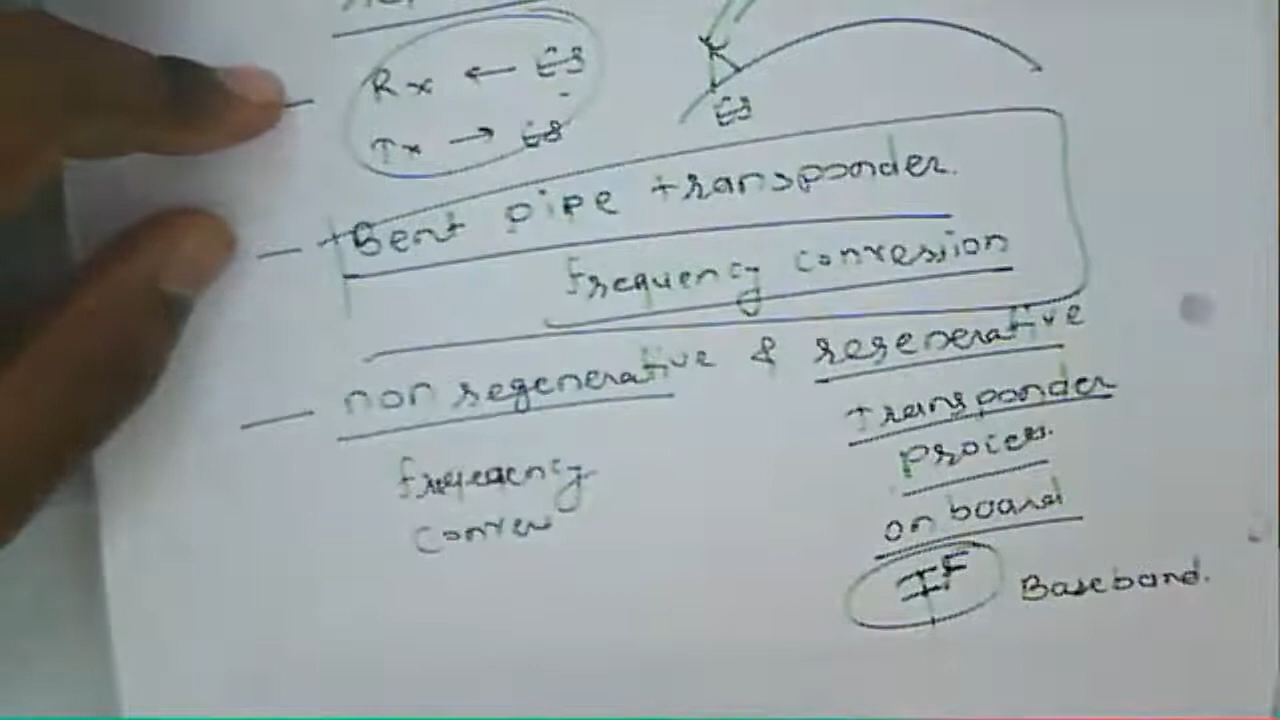 Rx ← ES
Tx → ES
ES
Bent pipe transponder.
frequency conversion
non regenerative & regenerative
transponder
process.
on board
frequency
conver
IF Baseband.